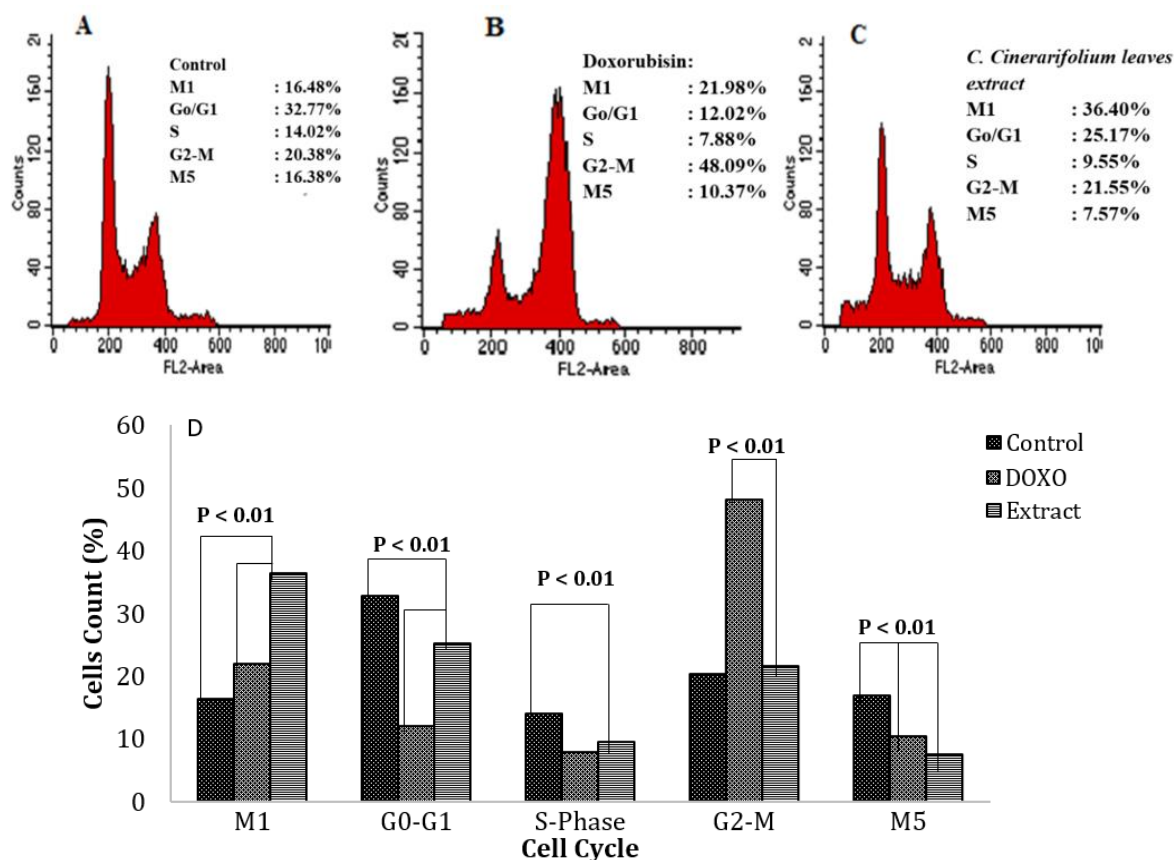 A
Control
M1 : 16.48%
Go/G1 : 32.77%
S : 14.02%
G2-M : 20.38%
M5 : 16.38%
Counts
0 40 80 120 160
0 200 400 600 800
FL2-Area
B
Doxorubisin:
M1 : 21.98%
Go/G1 : 12.02%
S : 7.88%
G2-M : 48.09%
M5 : 10.37%
Counts
0 40 80 120 160
0 200 400 600 800
FL2-Area
C
C. Cinerarifolium leaves
extract
M1 : 36.40%
Go/G1 : 25.17%
S : 9.55%
G2-M : 21.55%
M5 : 7.57%
Counts
0 40 80 120 160
0 200 400 600 800
FL2-Area
D
Control
DOXO
Extract
P < 0.01
P < 0.01
P < 0.01
P < 0.01
P < 0.01
Cells Count (%)
60
50
40
30
20
10
0
M1 G0-G1 S-Phase G2-M M5
Cell Cycle